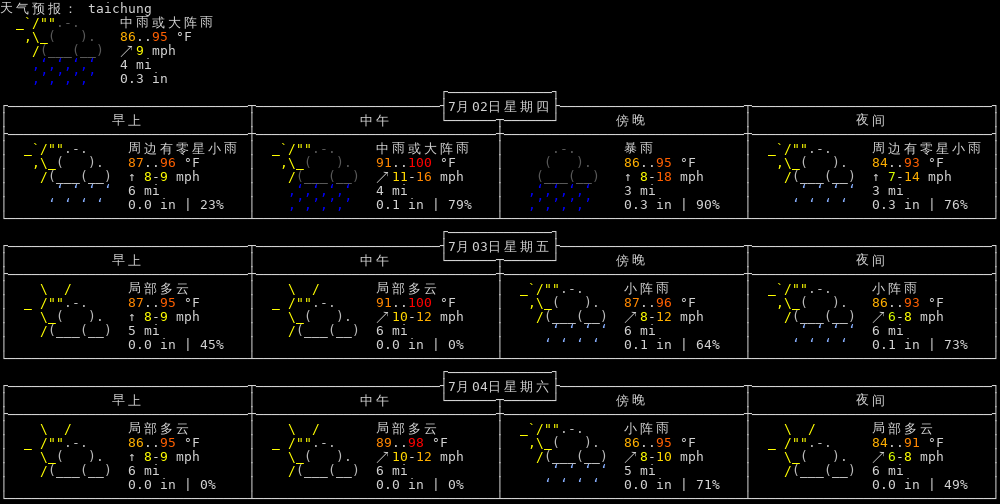 天气预报： taichung
中雨或大阵雨
86..95 °F
↗9 mph
4 mi
0.3 in
7月02日星期四
早上 中午 傍晚 夜间
周边有零星小雨 中雨或大阵雨 暴雨 周边有零星小雨
87..96 °F 91..100 °F 86..95 °F 84..93 °F
↑ 8-9 mph ↗11-16 mph ↑ 8-18 mph ↑ 7-14 mph
6 mi 4 mi 3 mi 3 mi
0.0 in | 23% 0.1 in | 79% 0.3 in | 90% 0.3 in | 76%
7月03日星期五
早上 中午 傍晚 夜间
局部多云 局部多云 小阵雨 小阵雨
87..95 °F 91..100 °F 87..96 °F 86..93 °F
↑ 8-9 mph ↗10-12 mph ↗8-12 mph ↗6-8 mph
5 mi 6 mi 6 mi 6 mi
0.0 in | 45% 0.0 in | 0% 0.1 in | 64% 0.1 in | 73%
7月04日星期六
早上 中午 傍晚 夜间
局部多云 局部多云 小阵雨 局部多云
86..95 °F 89..98 °F 86..95 °F 84..91 °F
↑ 8-9 mph ↗10-12 mph ↗8-10 mph ↗6-8 mph
6 mi 6 mi 5 mi 6 mi
0.0 in | 0% 0.0 in | 0% 0.0 in | 71% 0.0 in | 49%